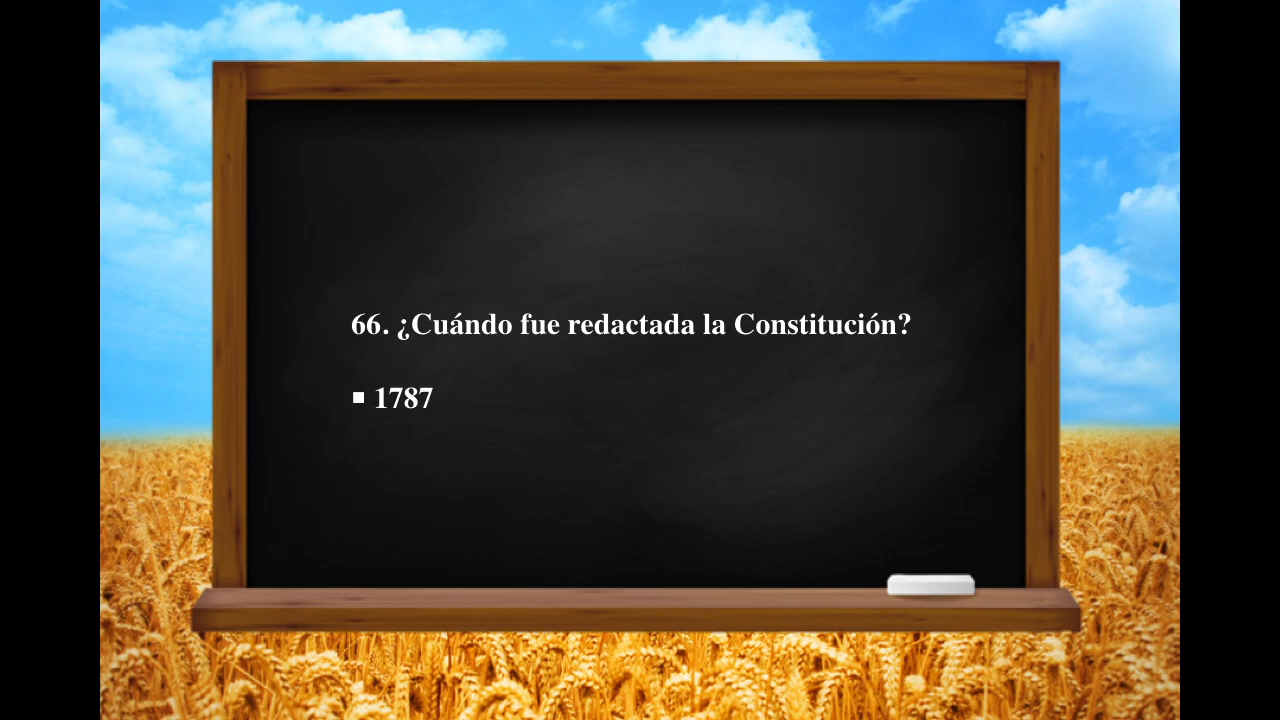 66. ¿Cuándo fue redactada la Constitución?
▪ 1787